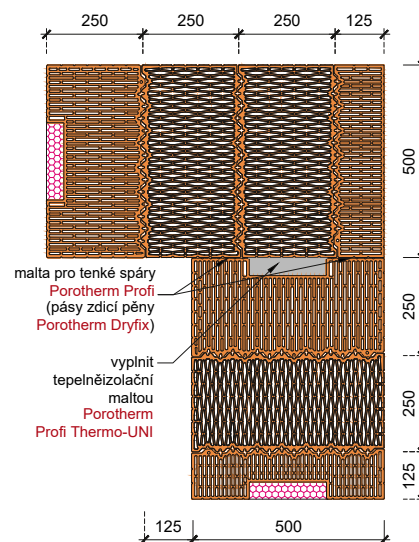 250
250
250
125
500
malta pro tenké spáry
Porotherm Profi
(pásy zdicí pěny
Porotherm Dryfix)
250
vyplnit
tepelněizolační
maltou
Porotherm
Profi Thermo-UNI
250
125
125
500